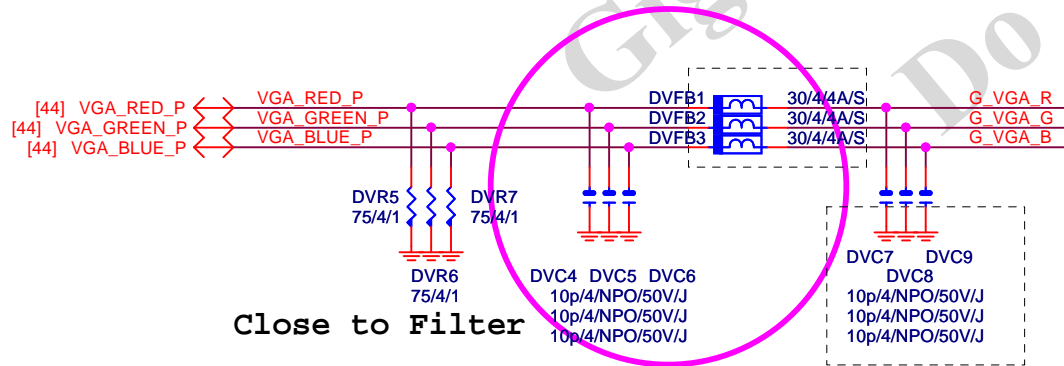 Gig
Do
[44] VGA_RED_P VGA_RED_P DVFB1 30/4/4A/S G_VGA_R
[44] VGA_GREEN_P VGA_GREEN_P DVFB2 30/4/4A/S G_VGA_G
[44] VGA_BLUE_P VGA_BLUE_P DVFB3 30/4/4A/S G_VGA_B
DVR5 DVR7
75/4/1 75/4/1
DVR6
75/4/1
DVC4 DVC5 DVC6
10p/4/NPO/50V/J
10p/4/NPO/50V/J
10p/4/NPO/50V/J
DVC7 DVC9
DVC8
10p/4/NPO/50V/J
10p/4/NPO/50V/J
10p/4/NPO/50V/J
Close to Filter